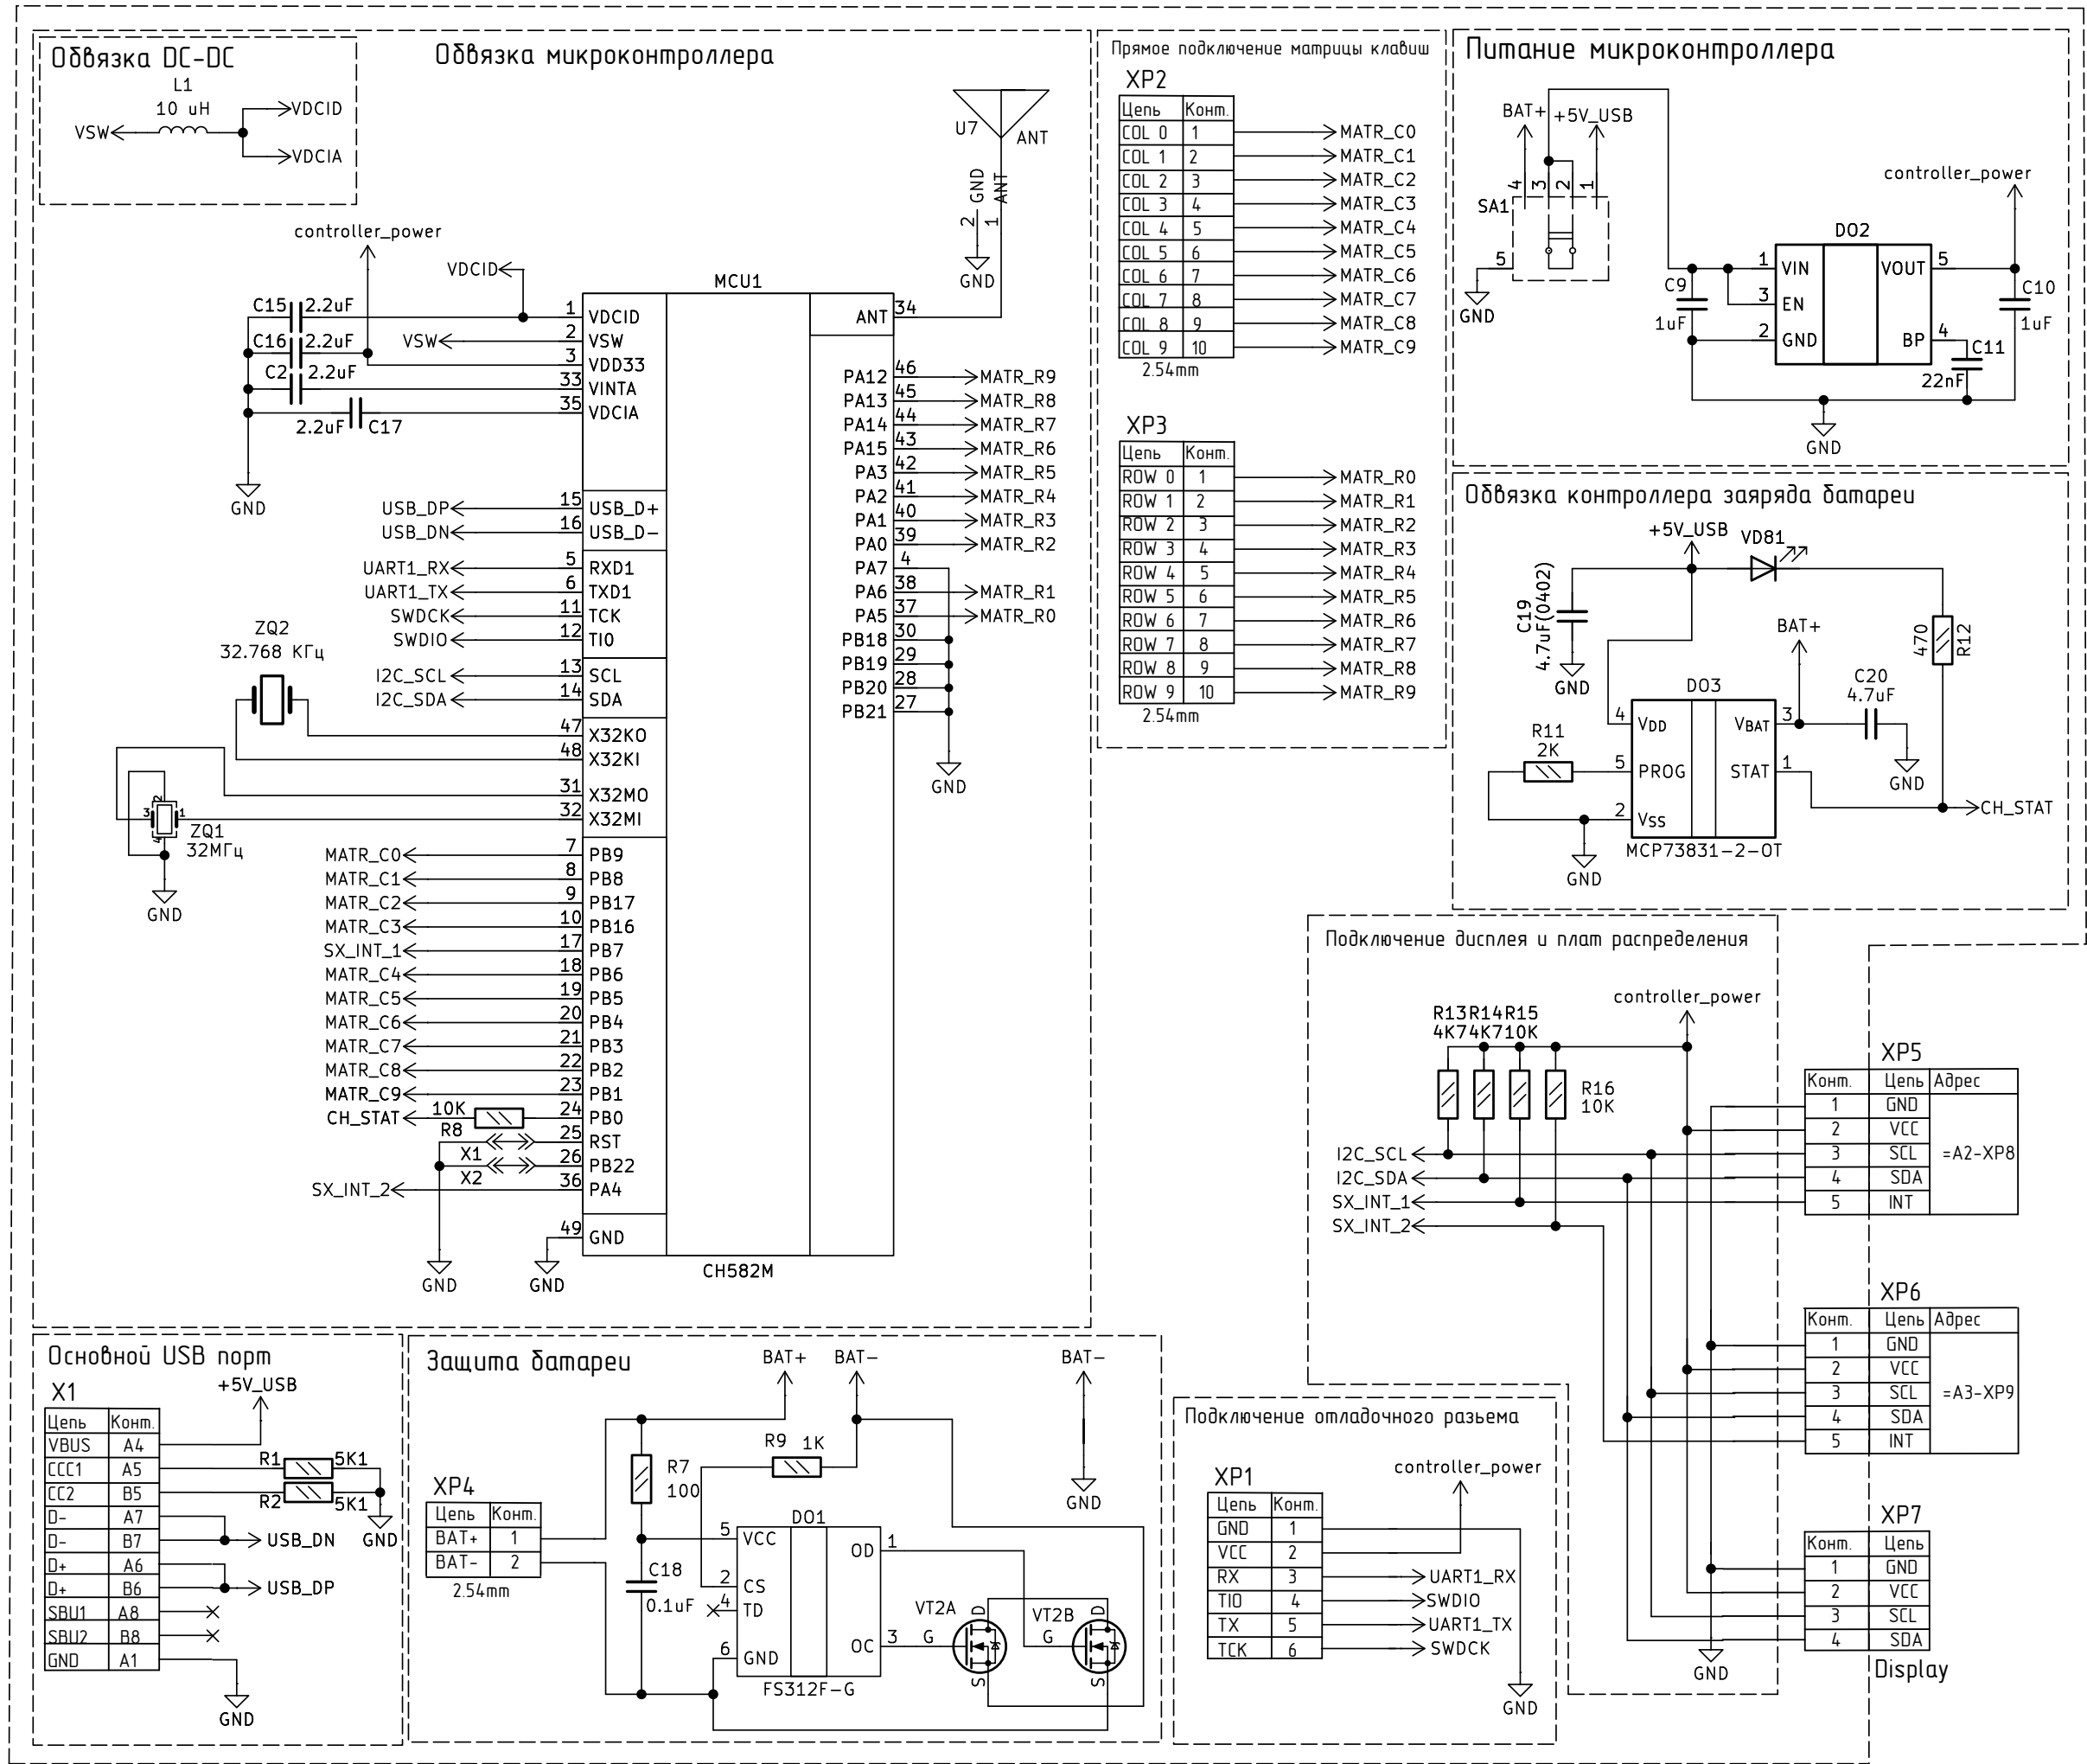 Обвязка DC-DC
L1
10 uH
VSW
VDCID
VDCIA
Обвязка микроконтроллера
U7
ANT
2 GND
1 ANT
GND
controller_power
VDCID
C15 2.2uF
C16 2.2uF
C2 2.2uF
2.2uF C17
VSW
GND
MCU1
1 VDCID
2 VSW
3 VDD33
33 VINTA
35 VDCIA
USB_DP 15 USB_D+
USB_DN 16 USB_D-
UART1_RX 5 RXD1
UART1_TX 6 TXD1
SWDCK 11 TCK
SWDIO 12 TIO
I2C_SCL 13 SCL
I2C_SDA 14 SDA
ZQ2
32.768 КГц
47 X32KO
48 X32KI
31 X32MO
32 X32MI
2
3 1
4
ZQ1
32МГц
GND
MATR_C0 7 PB9
MATR_C1 8 PB8
MATR_C2 9 PB17
MATR_C3 10 PB16
SX_INT_1 17 PB7
MATR_C4 18 PB6
MATR_C5 19 PB5
MATR_C6 20 PB4
MATR_C7 21 PB3
MATR_C8 22 PB2
MATR_C9 23 PB1
CH_STAT 10K R8 24 PB0
X1 25 RST
X2 26 PB22
SX_INT_2 36 PA4
49 GND
GND
GND
CH582M
ANT 34
PA12 46 MATR_R9
PA13 45 MATR_R8
PA14 44 MATR_R7
PA15 43 MATR_R6
PA3 42 MATR_R5
PA2 41 MATR_R4
PA1 40 MATR_R3
PA0 39 MATR_R2
PA7 4
PA6 38 MATR_R1
PA5 37 MATR_R0
PB18 30
PB19 29
PB20 28
PB21 27
GND
Прямое подключение матрицы клавиш
XP2
Цепь Конт.
COL 0 1 MATR_C0
COL 1 2 MATR_C1
COL 2 3 MATR_C2
COL 3 4 MATR_C3
COL 4 5 MATR_C4
COL 5 6 MATR_C5
COL 6 7 MATR_C6
COL 7 8 MATR_C7
COL 8 9 MATR_C8
COL 9 10 MATR_C9
2.54mm
XP3
Цепь Конт.
ROW 0 1 MATR_R0
ROW 1 2 MATR_R1
ROW 2 3 MATR_R2
ROW 3 4 MATR_R3
ROW 4 5 MATR_R4
ROW 5 6 MATR_R5
ROW 6 7 MATR_R6
ROW 7 8 MATR_R7
ROW 8 9 MATR_R8
ROW 9 10 MATR_R9
2.54mm
Питание микроконтроллера
BAT+ +5V_USB
4 3 2 1
SA1
5
GND
controller_power
DO2
1 VIN VOUT 5
3 EN
2 GND BP 4
C9
1uF
C10
1uF
C11
22nF
GND
Обвязка контроллера заяряда батареи
+5V_USB VD81
C19
4.7uF(0402)
GND
BAT+
470
R12
C20
4.7uF
GND
DO3
4 VDD VBAT 3
5 PROG STAT 1
2 VSS
R11
2K
MCP73831-2-OT
GND
CH_STAT
Подключение дисплея и плат распределения
controller_power
R13R14R15
4K74K710K
R16
10K
I2C_SCL
I2C_SDA
SX_INT_1
SX_INT_2
XP5
Конт. Цепь Адрес
1 GND
2 VCC
3 SCL =A2-XP8
4 SDA
5 INT
XP6
Конт. Цепь Адрес
1 GND
2 VCC
3 SCL =A3-XP9
4 SDA
5 INT
XP7
Конт. Цепь
1 GND
2 VCC
3 SCL
4 SDA
GND
Display
Основной USB порт
X1
+5V_USB
Цепь Конт.
VBUS A4
CCC1 A5 R1 5K1
CC2 B5 R2 5K1
D- A7
D- B7 USB_DN
D+ A6
D+ B6 USB_DP
SBU1 A8
SBU2 B8
GND A1
GND
GND
Защита батареи
BAT+ BAT- BAT-
R9 1K
R7
100
GND
XP4
Цепь Конт.
BAT+ 1
BAT- 2
2.54mm
C18
0.1uF
DO1
5 VCC OD 1
2 CS
4 TD
OC 3
6 GND
FS312F-G
VT2A
G D S
VT2B
G D
Подключение отладочного разьема
controller_power
XP1
Цепь Конт.
GND 1
VCC 2
RX 3 UART1_RX
TIO 4 SWDIO
TX 5 UART1_TX
TCK 6 SWDCK
GND
S